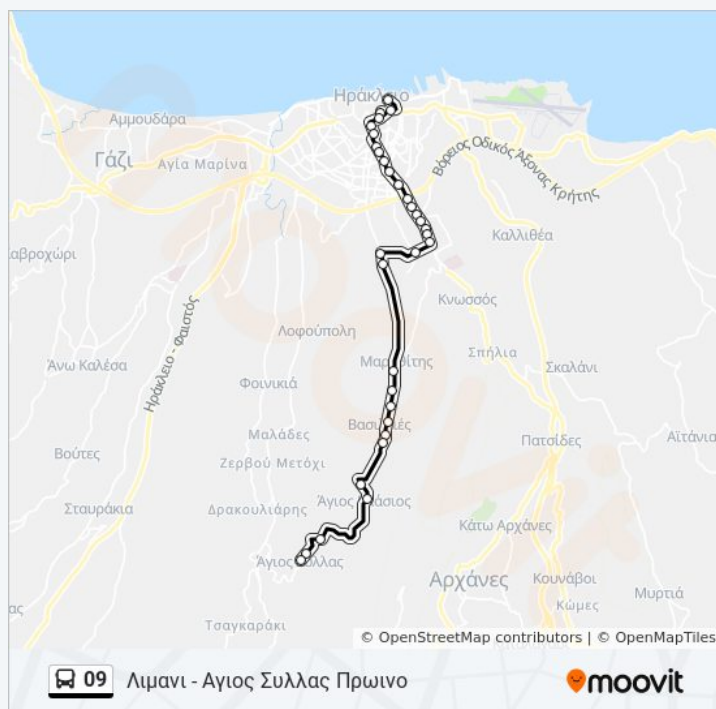 Ηράκλειο
Αμμουδάρα
Γάζι
Αγία Μαρίνα
Βόρειος Οδικός Άξονας Κρήτης
Καλλιθέα
Κνωσσός
Λοφούπολη
Ηράκλειο - Φαιστός
Άνω Καλέσα
Σπήλια
Σκαλάνι
Φοινικιά
Μαλάδες
Βούτες
Ζερβού Μετόχι
Πατσίδες
Αϊτάνια
Σταυράκια
Δρακουλιάρης
Κάτω Αρχάνες
Αρχάνες
Κουνάβοι
Κώμες
Μυρτιά
Τσαγκαράκι
© OpenStreetMap contributors | © OpenMapTiles
09 Λιμανι - Αγιος Συλλας Πρωινο
moovit